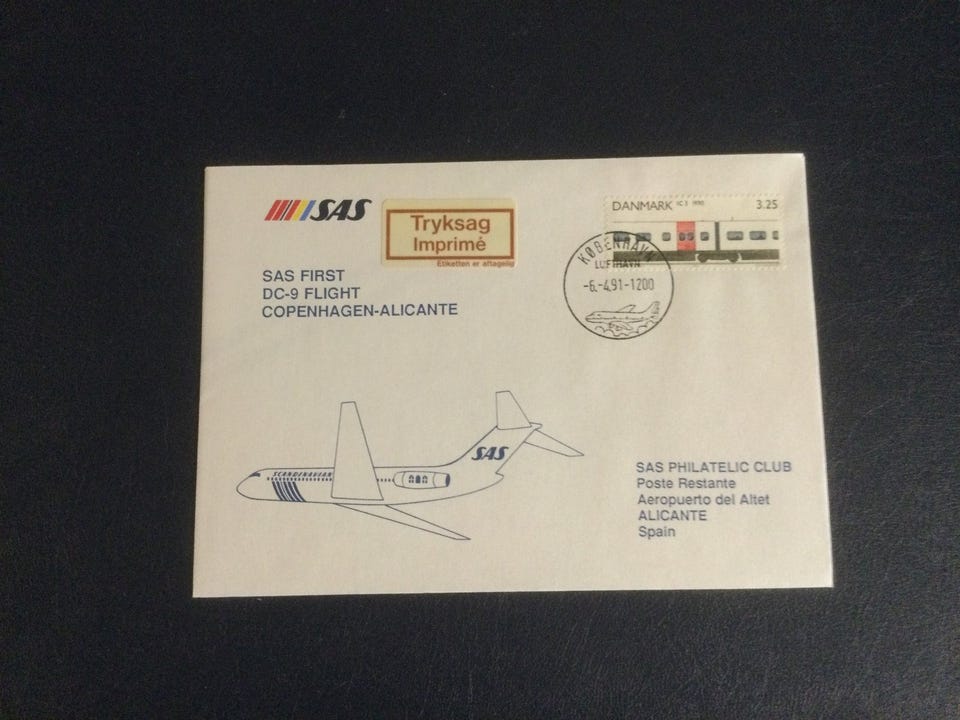 SAS
Tryksag
Imprimé
Etiketten er aftagelig
DANMARK IC3 1990 3.25
KØBENHAVN
LUFTHAVN
-6.-4.91-1200
SAS FIRST
DC-9 FLIGHT
COPENHAGEN-ALICANTE
SCANDINAVIAN
SAS
SAS PHILATELIC CLUB
Poste Restante
Aeropuerto del Altet
ALICANTE
Spain